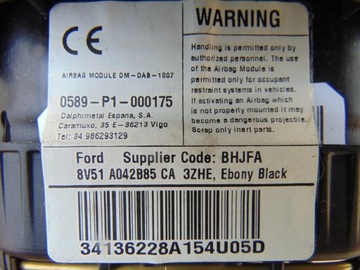 CE
AIRBAG MODULE DM-DAB-1007
0589-P1-000175
Dalphimetal Espana, S.A.
Caramuxo, 35 E-36213 Vigo
Tel: 34 986293129
WARNING
Handling is permitted only by
authorized personnel. The use
of the Airbag Module is
permitted only for occupant
restraint systems in vehicles.
If activating an Airbag which
is not properly mounted it may
become a dangerous projectile.
Scrap only inert parts.
Ford Supplier Code: BHJFA
8V51 A042B85 CA 3ZHE, Ebony Black
34136228A154U05D